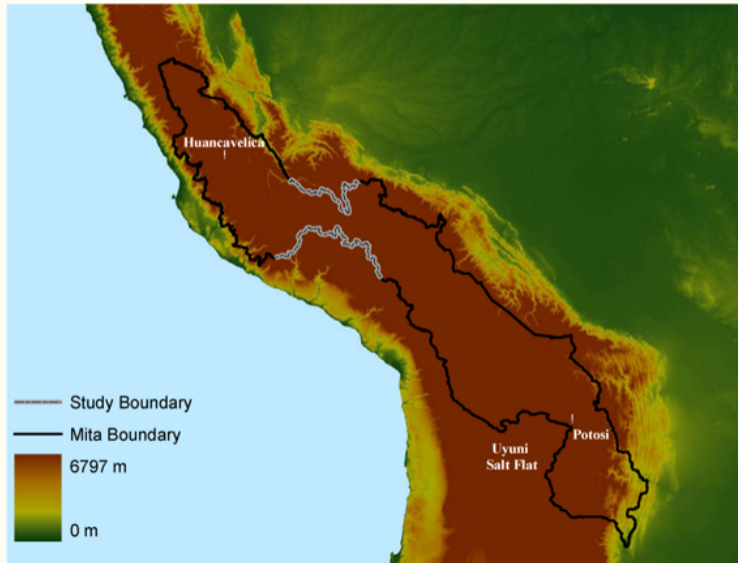 Huancavelica
Potosi
Uyuni
Salt Flat
Study Boundary
Mita Boundary
6797 m
0 m